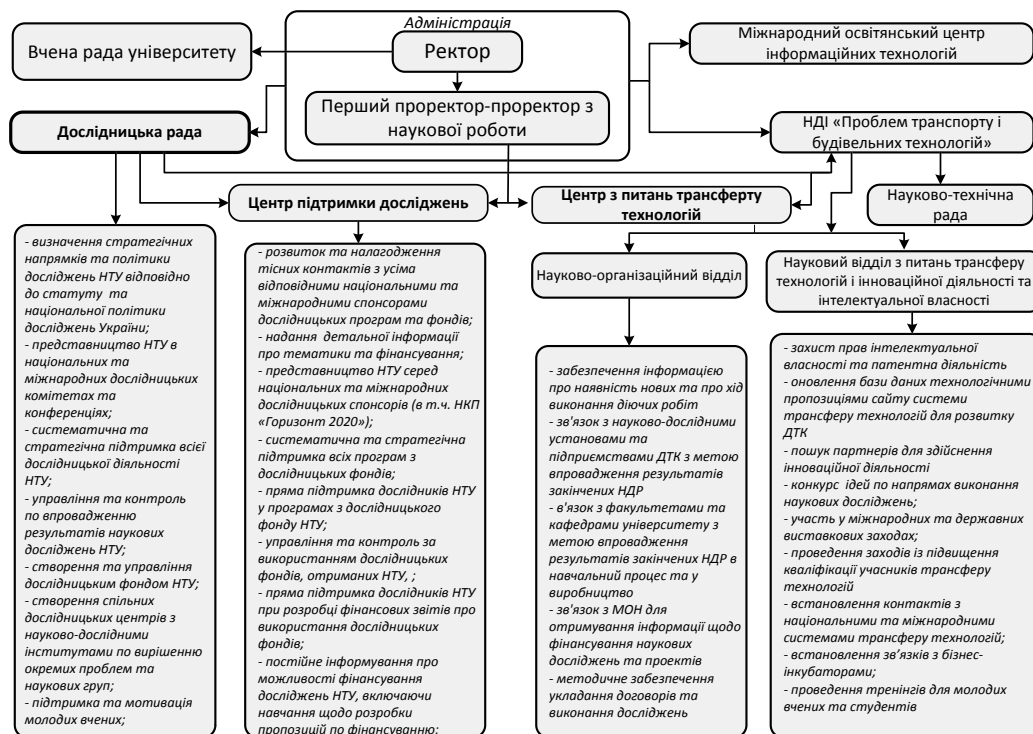 Адміністрація
Вчена рада університету
Ректор
Міжнародний освітянський центр
інформаційних технологій
Перший проректор-проректор з
наукової роботи
Дослідницька рада
НДІ «Проблем транспорту і
будівельних технологій»
Центр підтримки досліджень
Центр з питань трансферту
технологій
Науково-технічна
рада
Науково-організаційний відділ
Науковий відділ з питань трансферу
технологій і інноваційної діяльності та
інтелектуальної власності
- визначення стратегічних
напрямків та політики
досліджень НТУ відповідно
до статуту та
національної політики
досліджень України;
- представництво НТУ в
національних та
міжнародних дослідницьких
комітетах та
конференціях;
- систематична та
стратегічна підтримка всієї
дослідницької діяльності
НТУ;
- управління та контроль
по впровадженню
результатів наукових
досліджень НТУ;
- створення та управління
дослідницьким фондом НТУ;
- створення спільних
дослідницьких центрів з
науково-дослідними
інститутами по вирішенню
окремих проблем та
наукових груп;
- підтримка та мотивація
молодих вчених;
- розвиток та налагодження
тісних контактів з усіма
відповідними національними та
міжнародними спонсорами
дослідницьких програм та фондів;
- надання детальної інформації
про тематики та фінансування;
- представництво НТУ серед
національних та міжнародних
дослідницьких спонсорів (в т.ч. НКП
«Горизонт 2020»);
- систематична та стратегічна
підтримка всіх програм з
дослідницьких фондів;
- пряма підтримка дослідників НТУ
у програмах з дослідницького
фонду НТУ;
- управління та контроль за
використанням дослідницьких
фондів, отриманих НТУ, ;
- пряма підтримка дослідників НТУ
при розробці фінансових звітів про
використання дослідницьких
фондів;
- постійне інформування про
можливості фінансування
досліджень НТУ, включаючи
навчання щодо розробки
пропозицій по фінансуванню;
- забезпечення інформацією
про наявність нових та про хід
виконання діючих робіт
- зв'язок з науково-дослідними
установами та
підприємствами ДТК з метою
впровадження результатів
закінчених НДР
- в'язок з факультетами та
кафедрами університету з
метою впровадження
результатів закінчених НДР в
навчальний процес та у
виробництво
- зв'язок з МОН для
отримування інформації щодо
фінансування наукових
досліджень та проектів
- методичне забезпечення
укладання договорів та
виконання досліджень
- захист прав інтелектуальної
власності та патентна діяльність
- оновлення бази даних технологічними
пропозиціями сайту системи
трансферу технологій для розвитку
ДТК
- пошук партнерів для здійснення
інноваційної діяльності
- конкурс ідей по напрямах виконання
наукових досліджень;
- участь у міжнародних та державних
виставкових заходах;
- проведення заходів із підвищення
кваліфікації учасників трансферу
технологій
- встановлення контактів з
національними та міжнародними
системами трансферу технологій;
- встановлення зв’язків з бізнес-
інкубаторами;
- проведення тренінгів для молодих
вчених та студентів